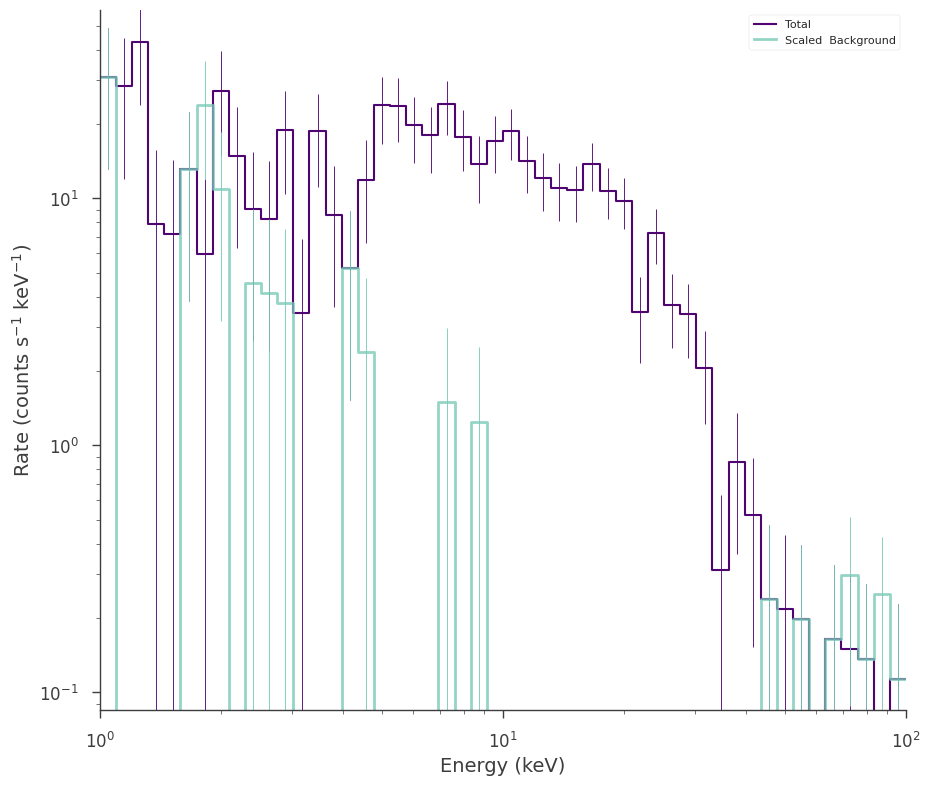 Total
Scaled  Background
Rate (counts s⁻¹ keV⁻¹)
10¹
10⁰
10⁻¹
10⁰ 10¹ 10²
Energy (keV)